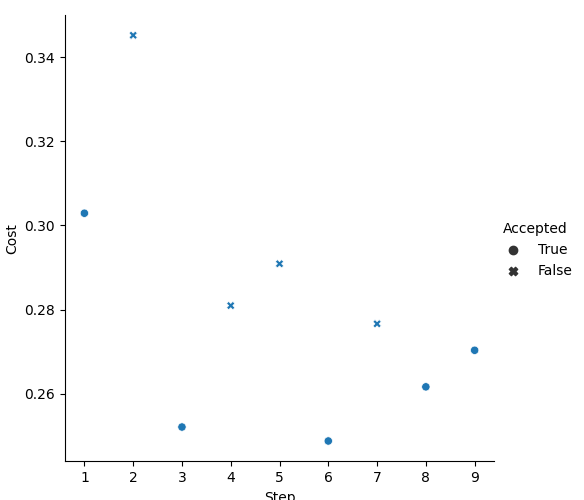 0.34
0.32
0.30
0.28
0.26
Cost
1 2 3 4 5 6 7 8 9
Step
Accepted
True
False